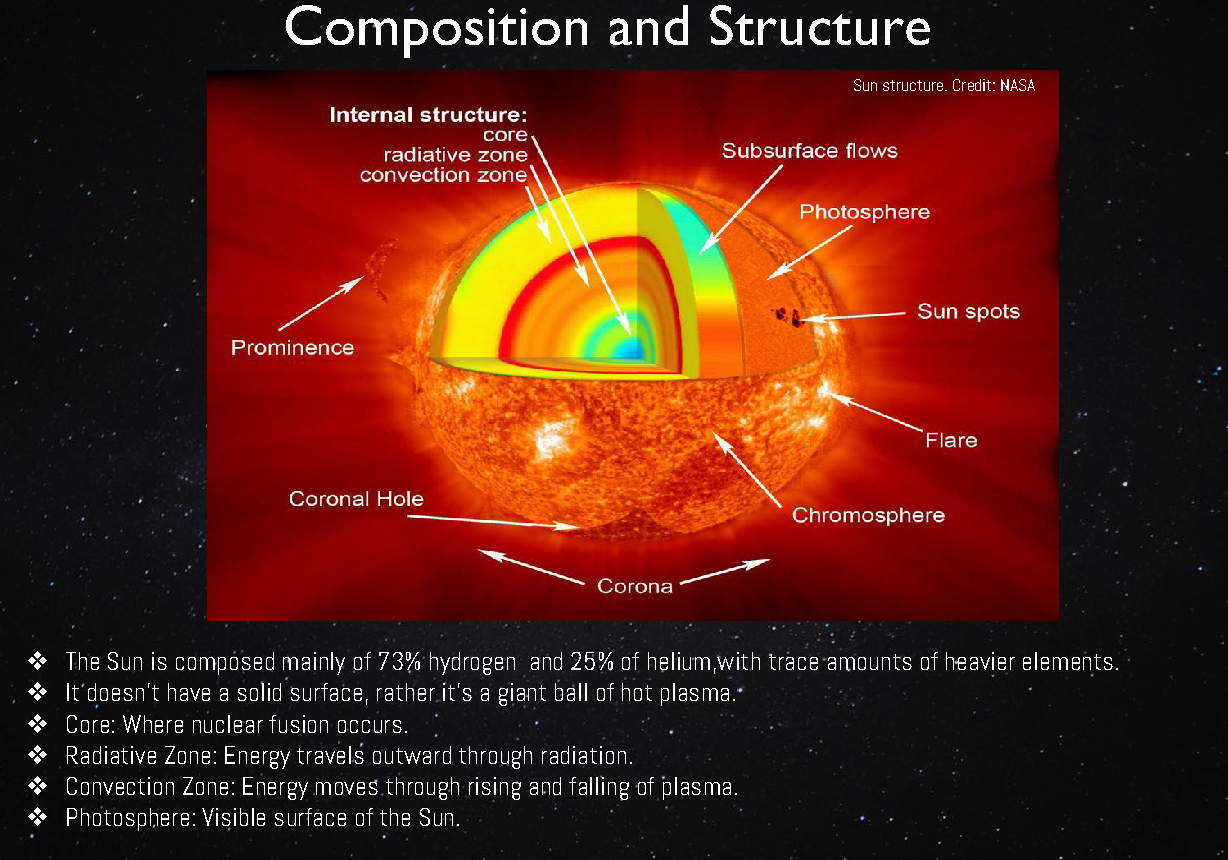 Composition and Structure
Sun structure. Credit: NASA
Internal structure:
core
radiative zone
convection zone
Subsurface flows
Photosphere
Sun spots
Prominence
Flare
Coronal Hole
Chromosphere
Corona
❖ The Sun is composed mainly of 73% hydrogen  and 25% of helium,with trace amounts of heavier elements.
❖ It doesn't have a solid surface, rather it's a giant ball of hot plasma.
❖ Core: Where nuclear fusion occurs.
❖ Radiative Zone: Energy travels outward through radiation.
❖ Convection Zone: Energy moves through rising and falling of plasma.
❖ Photosphere: Visible surface of the Sun.